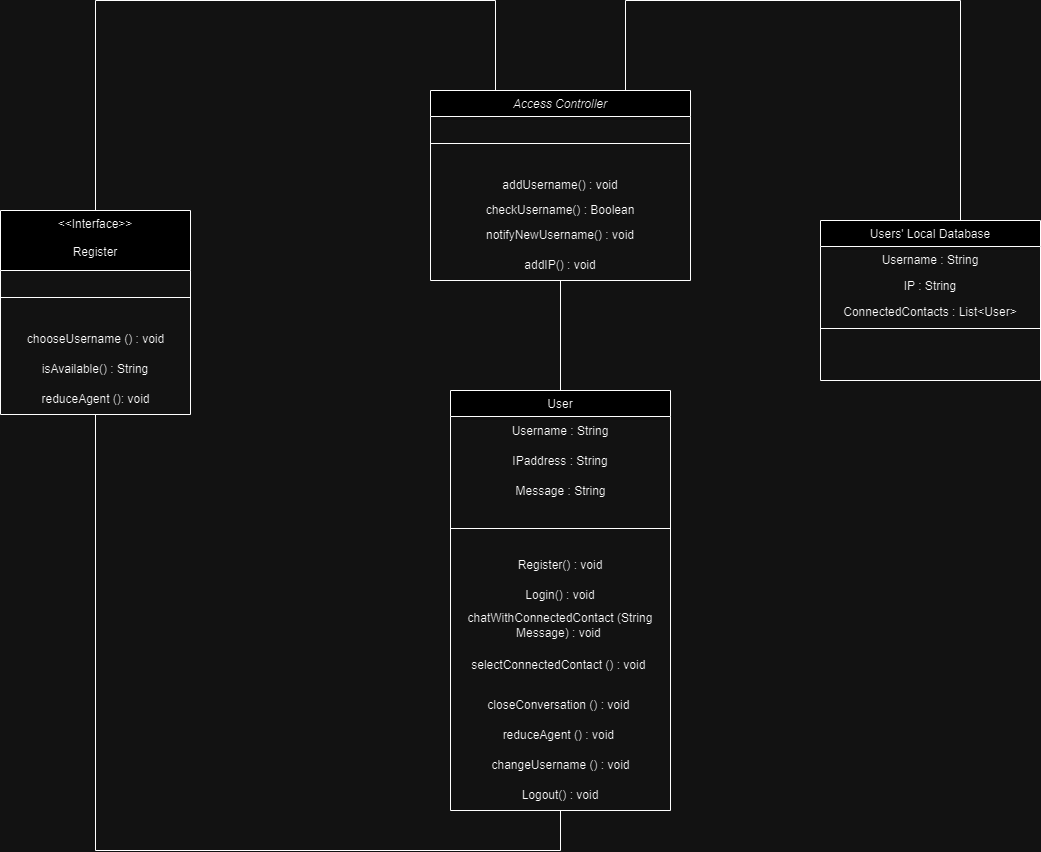 Access Controller
addUsername() : void
checkUsername() : Boolean
notifyNewUsername() : void
addIP() : void
<<Interface>>
Register
chooseUsername () : void
isAvailable() : String
reduceAgent (): void
Users' Local Database
Username : String
IP : String
ConnectedContacts : List<User>
User
Username : String
IPaddress : String
Message : String
Register() : void
Login() : void
chatWithConnectedContact (String
Message) : void
selectConnectedContact () : void
closeConversation () : void
reduceAgent () : void
changeUsername () : void
Logout() : void